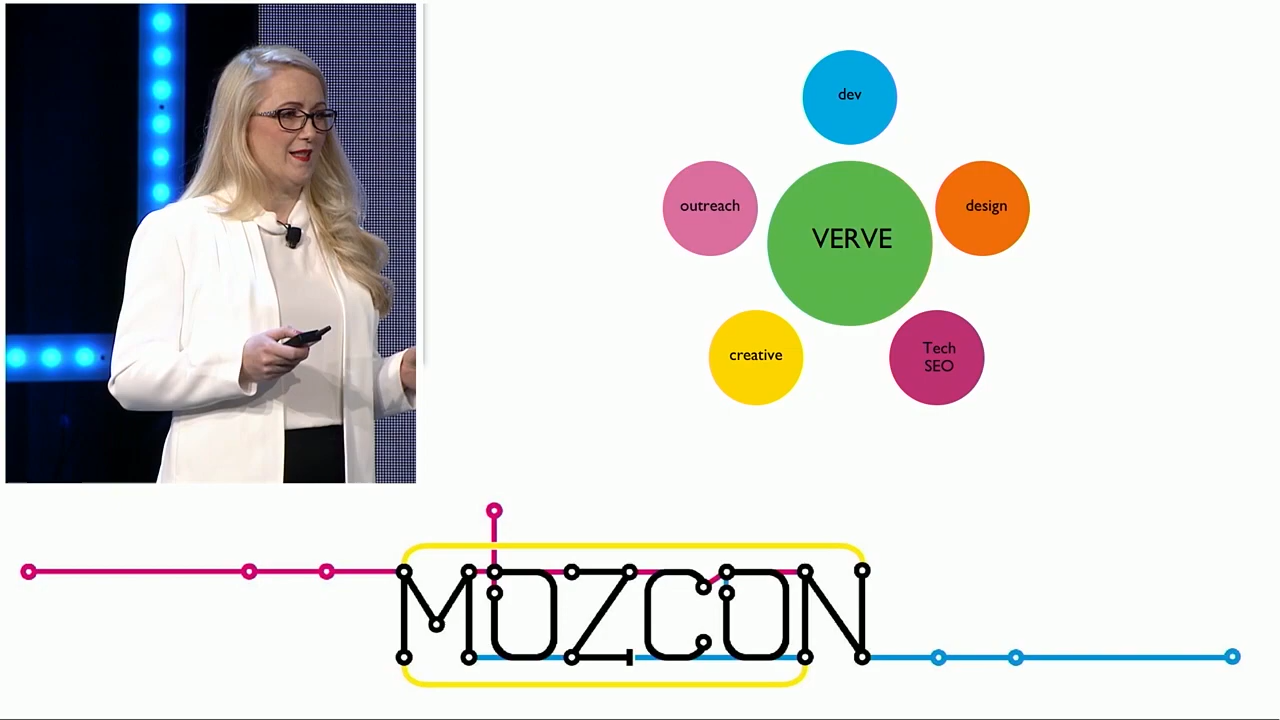 dev
outreach
design
VERVE
creative
Tech
SEO
MOZCON